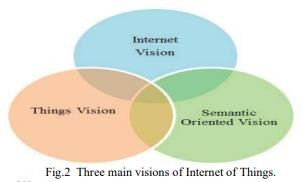 Internet
Vision
Things Vision
Semantic
Oriented Vision
Fig.2 Three main visions of Internet of Things.